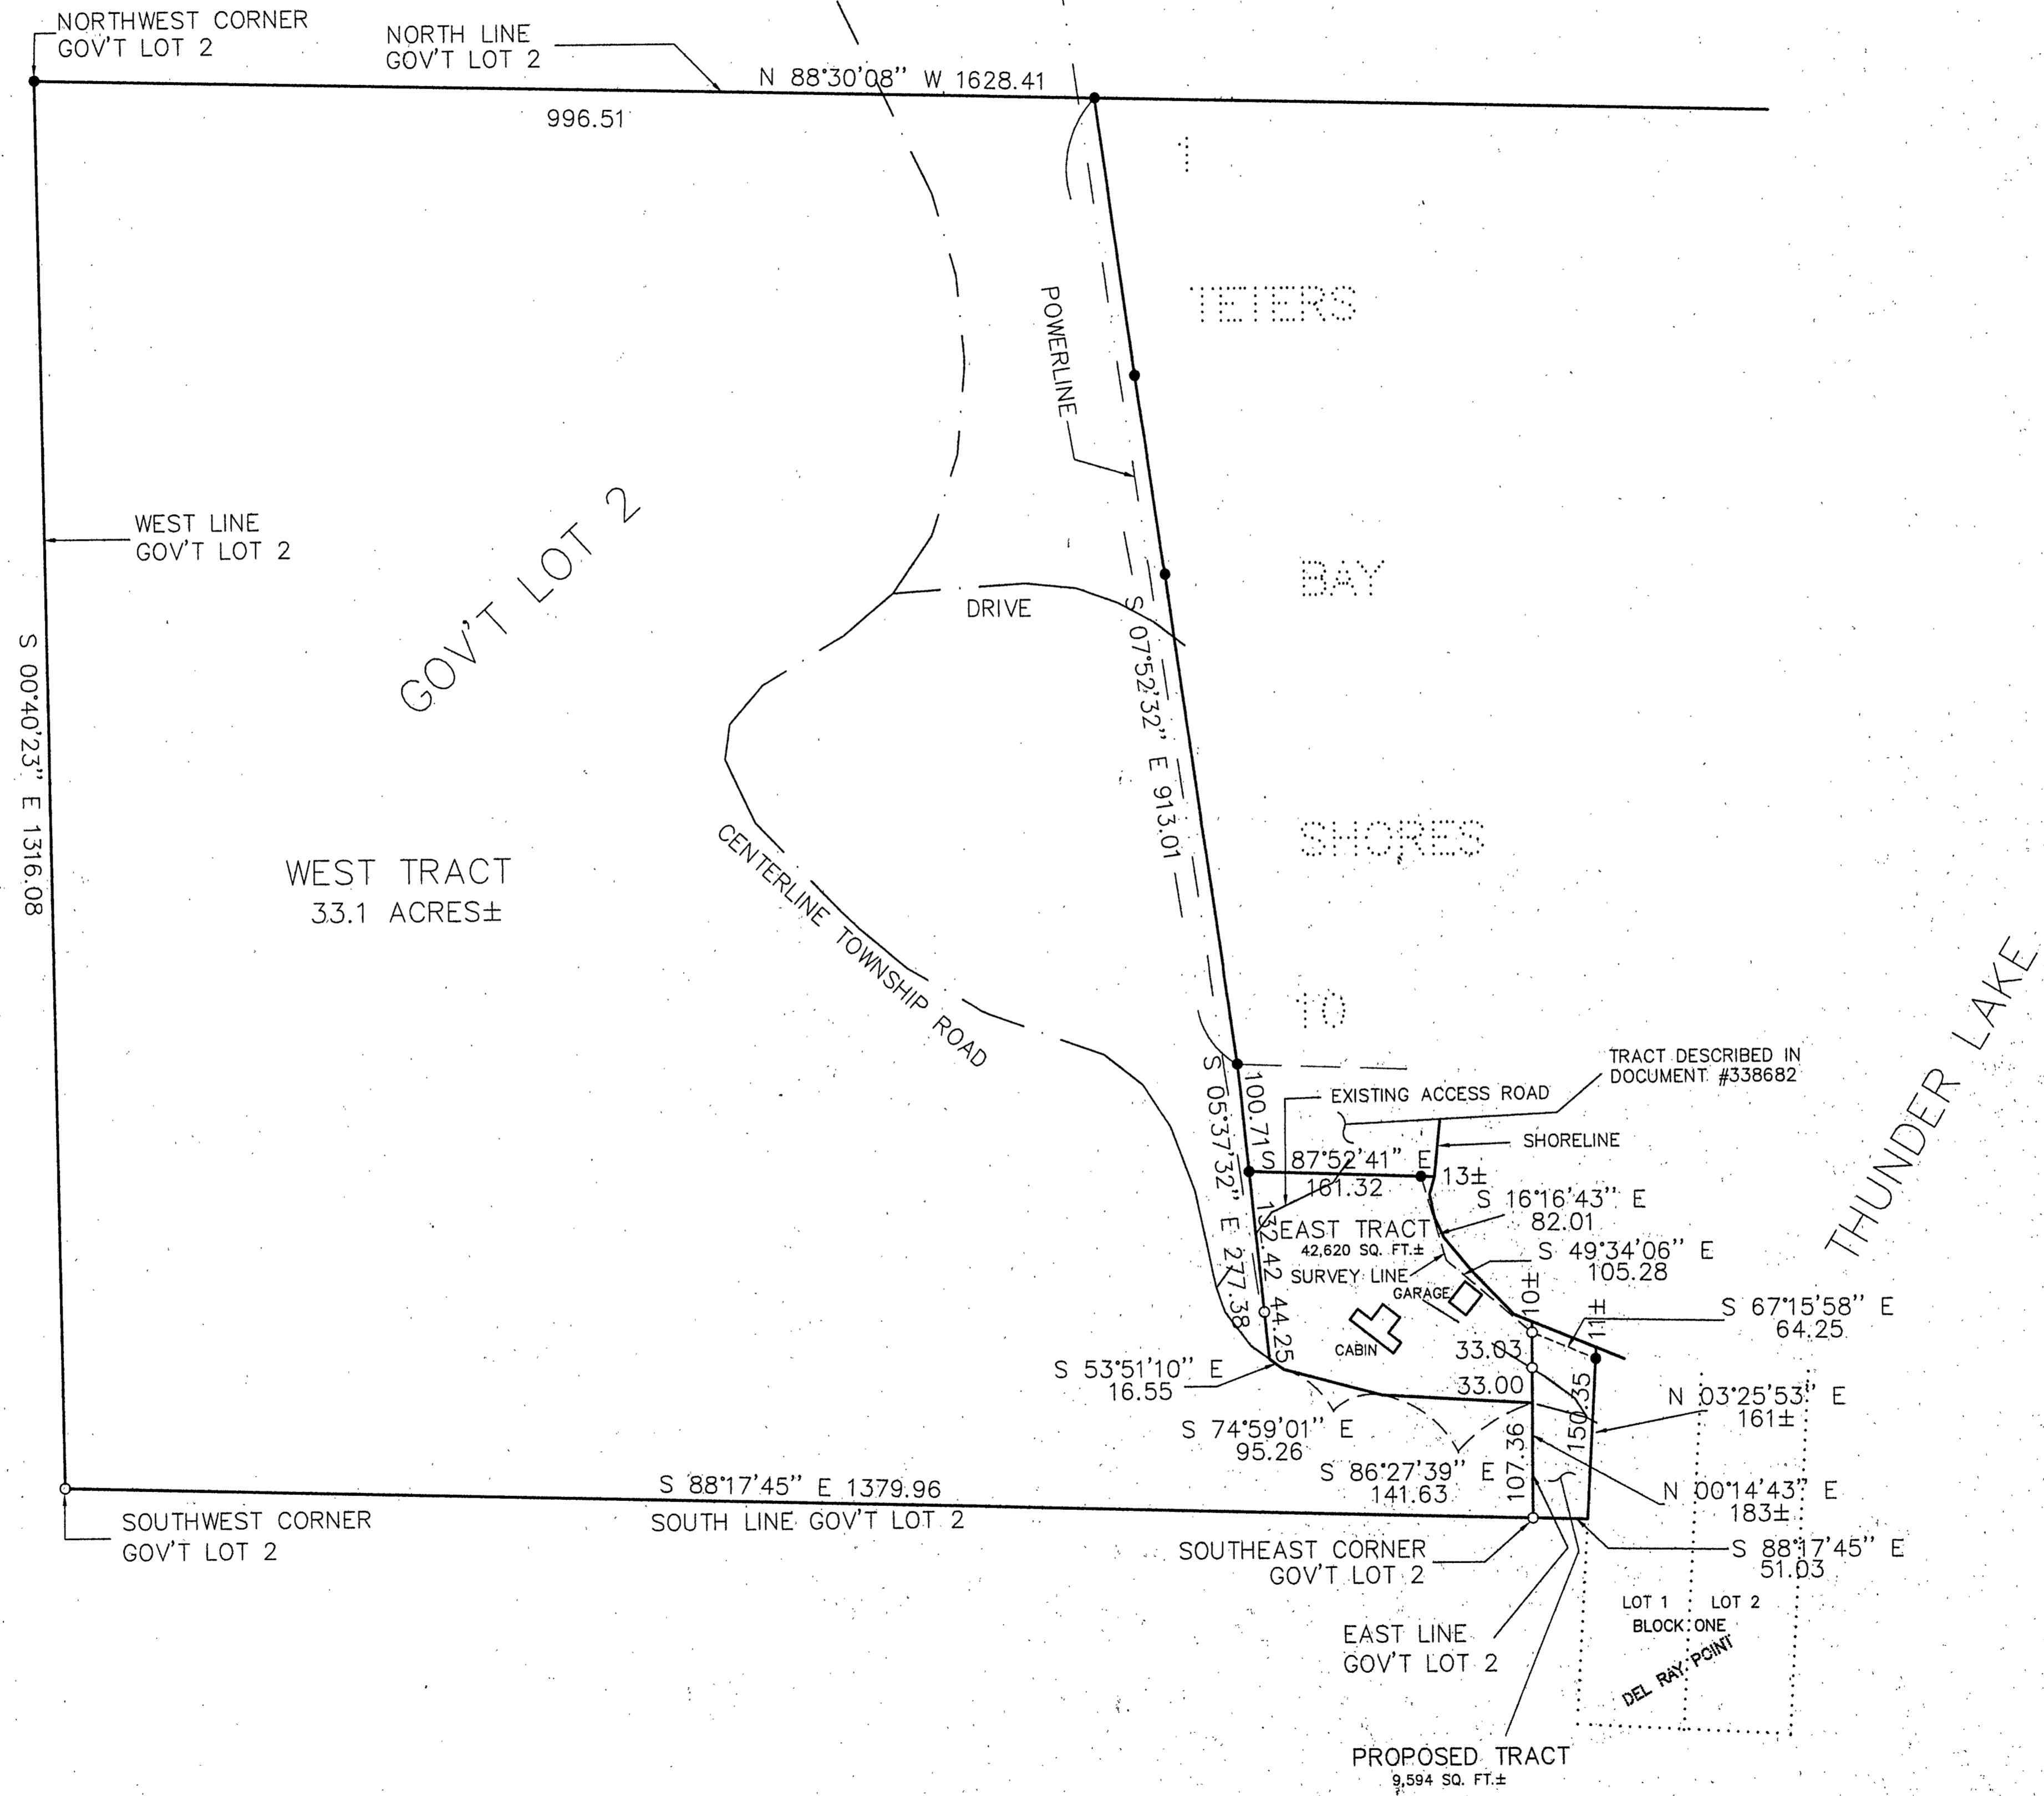 NORTHWEST CORNER
GOV'T LOT 2
NORTH LINE
GOV'T LOT 2
N 88°30'08" W 1628.41
996.51
1
TETERS
POWERLINE
WEST LINE
GOV'T LOT 2
GOV'T LOT 2
BAY
DRIVE
S 07°52'32" E 913.01
S 00°40'23" E 1316.08
SHORES
WEST TRACT
33.1 ACRES±
CENTERLINE TOWNSHIP ROAD
10
THUNDER LAKE
TRACT DESCRIBED IN
DOCUMENT #338682
EXISTING ACCESS ROAD
100.71
SHORELINE
S 05°37'32" E 277.38
S 87°52'41" E
161.32
13±
S 16°16'43" E
82.01
132.42
EAST TRACT
42,620 SQ. FT.±
S 49°34'06" E
105.28
SURVEY LINE
GARAGE
10±
11±
S 67°15'58" E
64.25
44.25
CABIN
33.03
33.00
S 53°51'10" E
16.55
150.35
N 03°25'53" E
161±
S 74°59'01" E
95.26
107.36
S 86°27'39" E
141.63
N 00°14'43" E
183±
S 88°17'45" E 1379.96
SOUTH LINE GOV'T LOT 2
SOUTHWEST CORNER
GOV'T LOT 2
SOUTHEAST CORNER
GOV'T LOT 2
S 88°17'45" E
51.03
LOT 1
LOT 2
BLOCK ONE
EAST LINE
GOV'T LOT 2
DEL RAY POINT
PROPOSED TRACT
9,594 SQ. FT.±